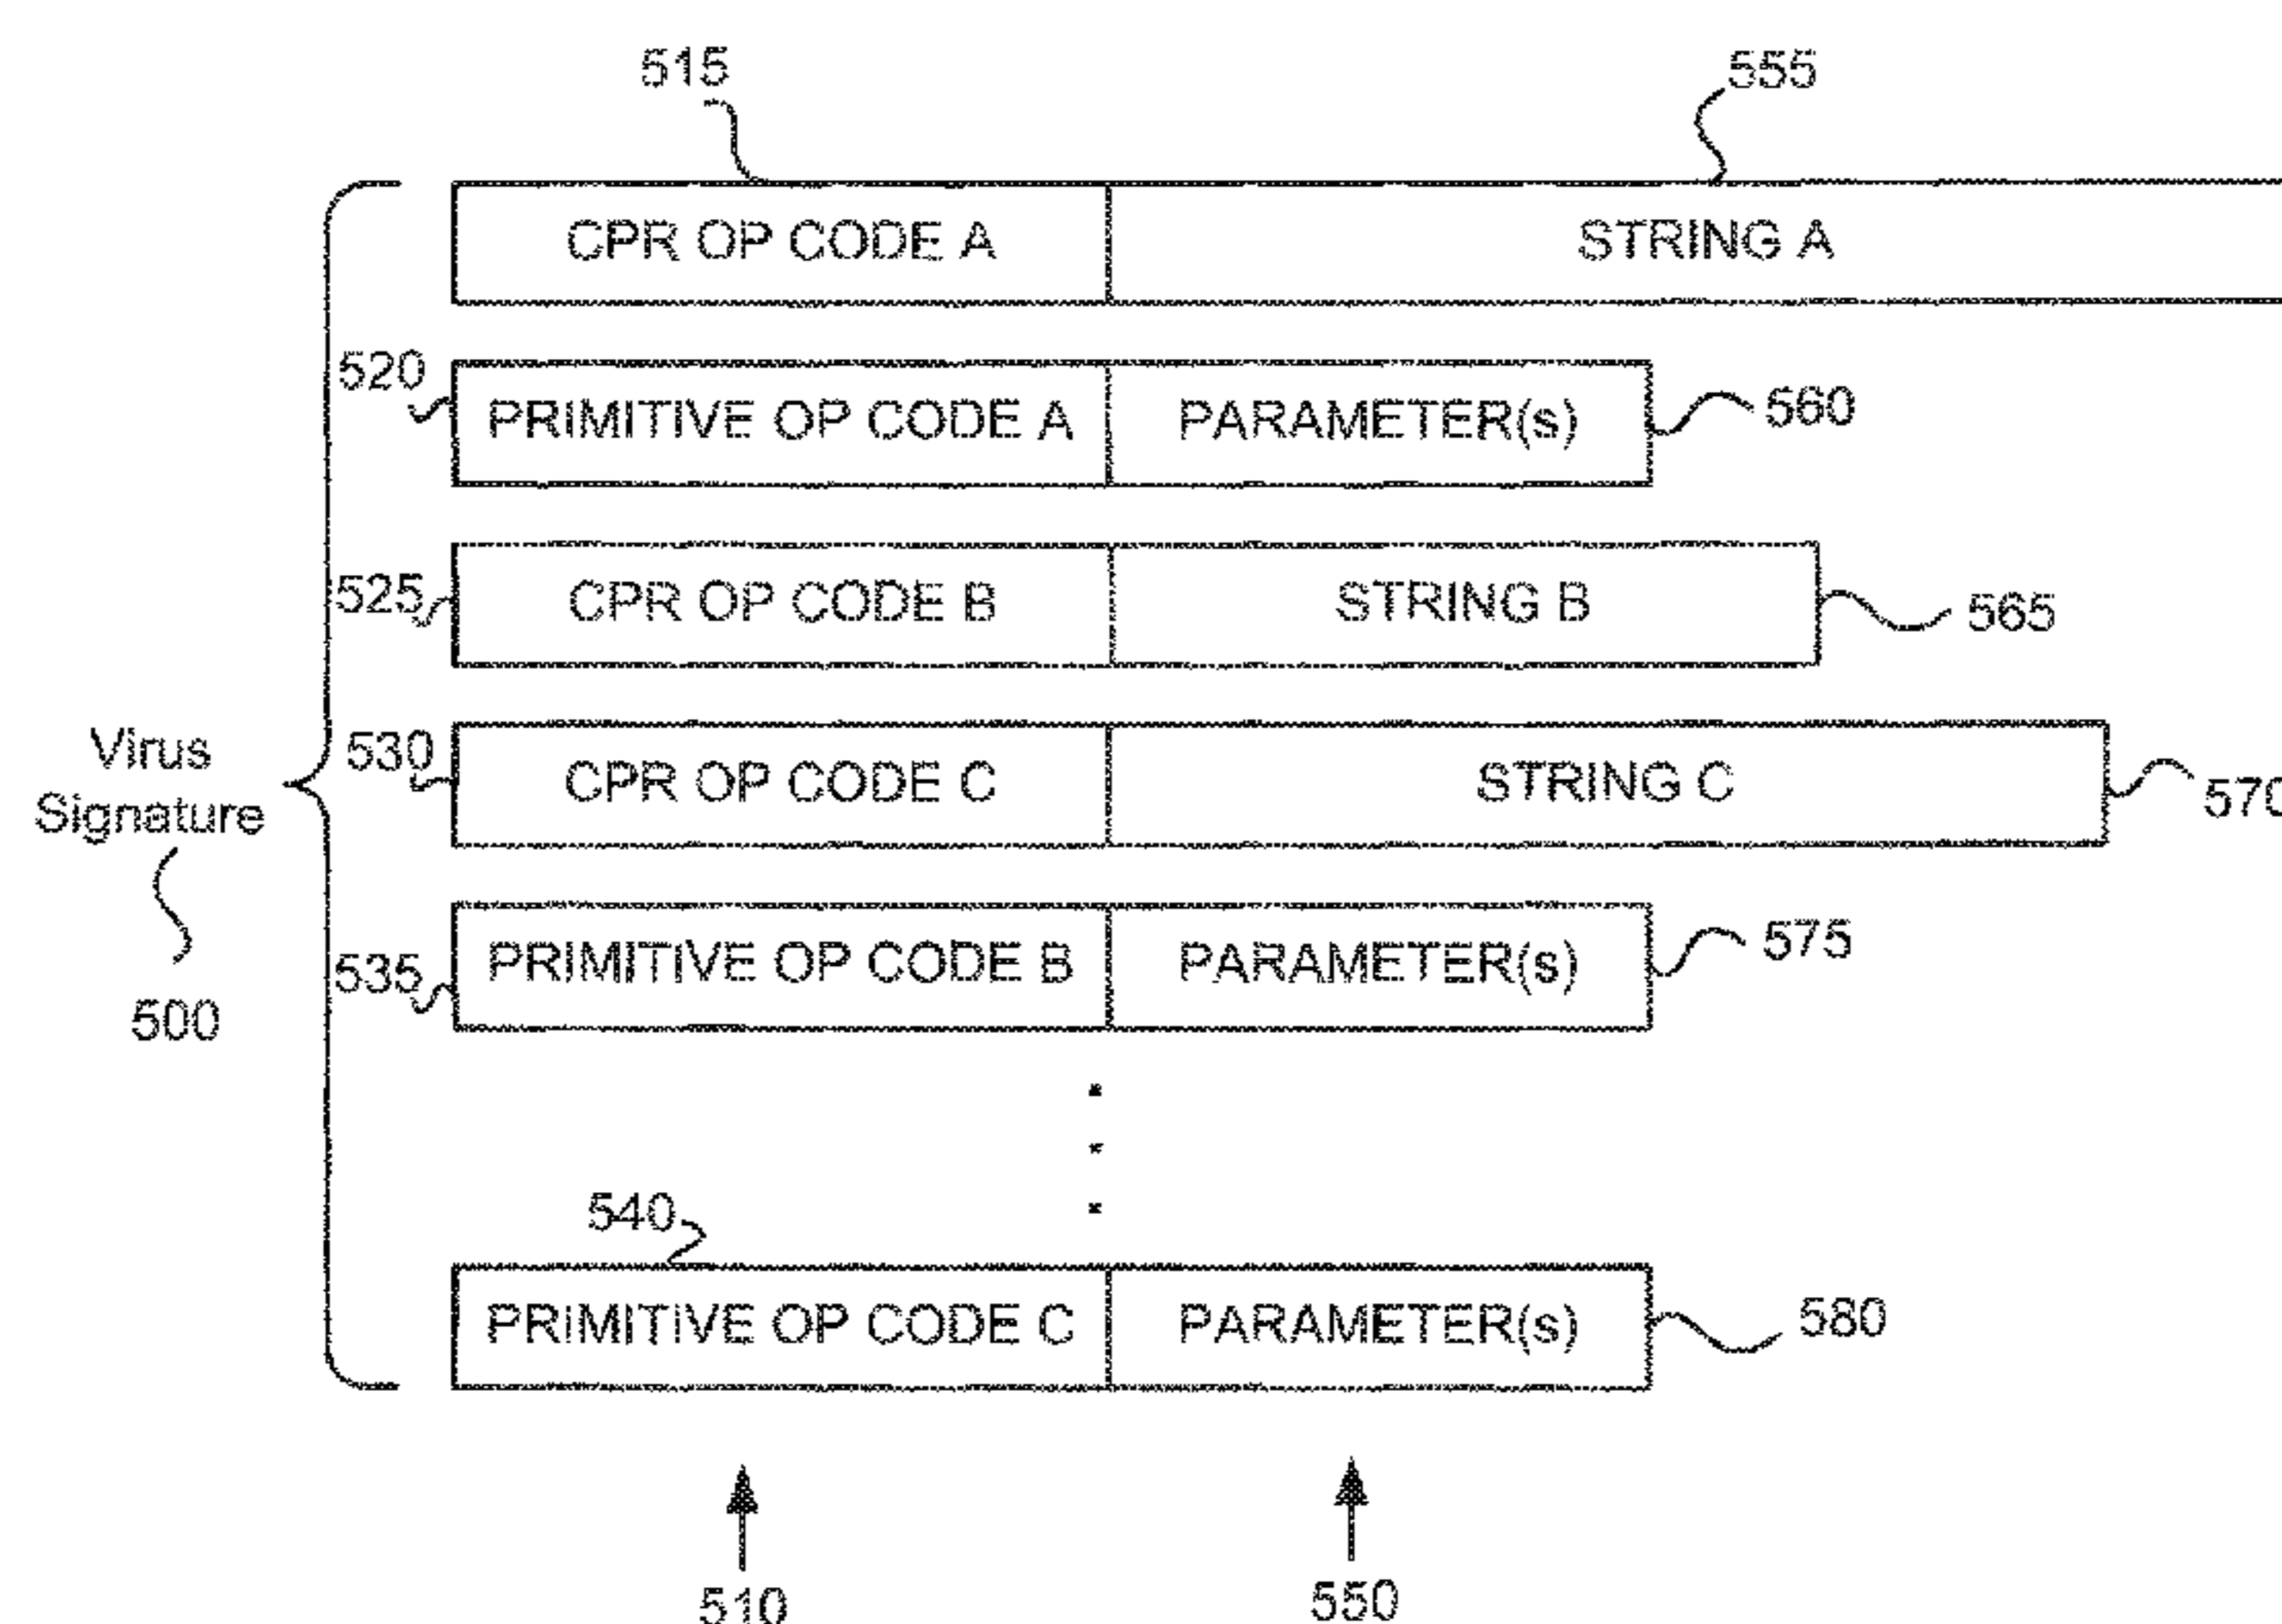 515
555
CPR OP CODE A
STRING A
520
PRIMITIVE OP CODE A
PARAMETER(s)
560
525
CPR OP CODE B
STRING B
565
Virus
Signature
500
530
CPR OP CODE C
STRING C
570
535
PRIMITIVE OP CODE B
PARAMETER(s)
575
540
PRIMITIVE OP CODE C
PARAMETER(s)
580
510
550